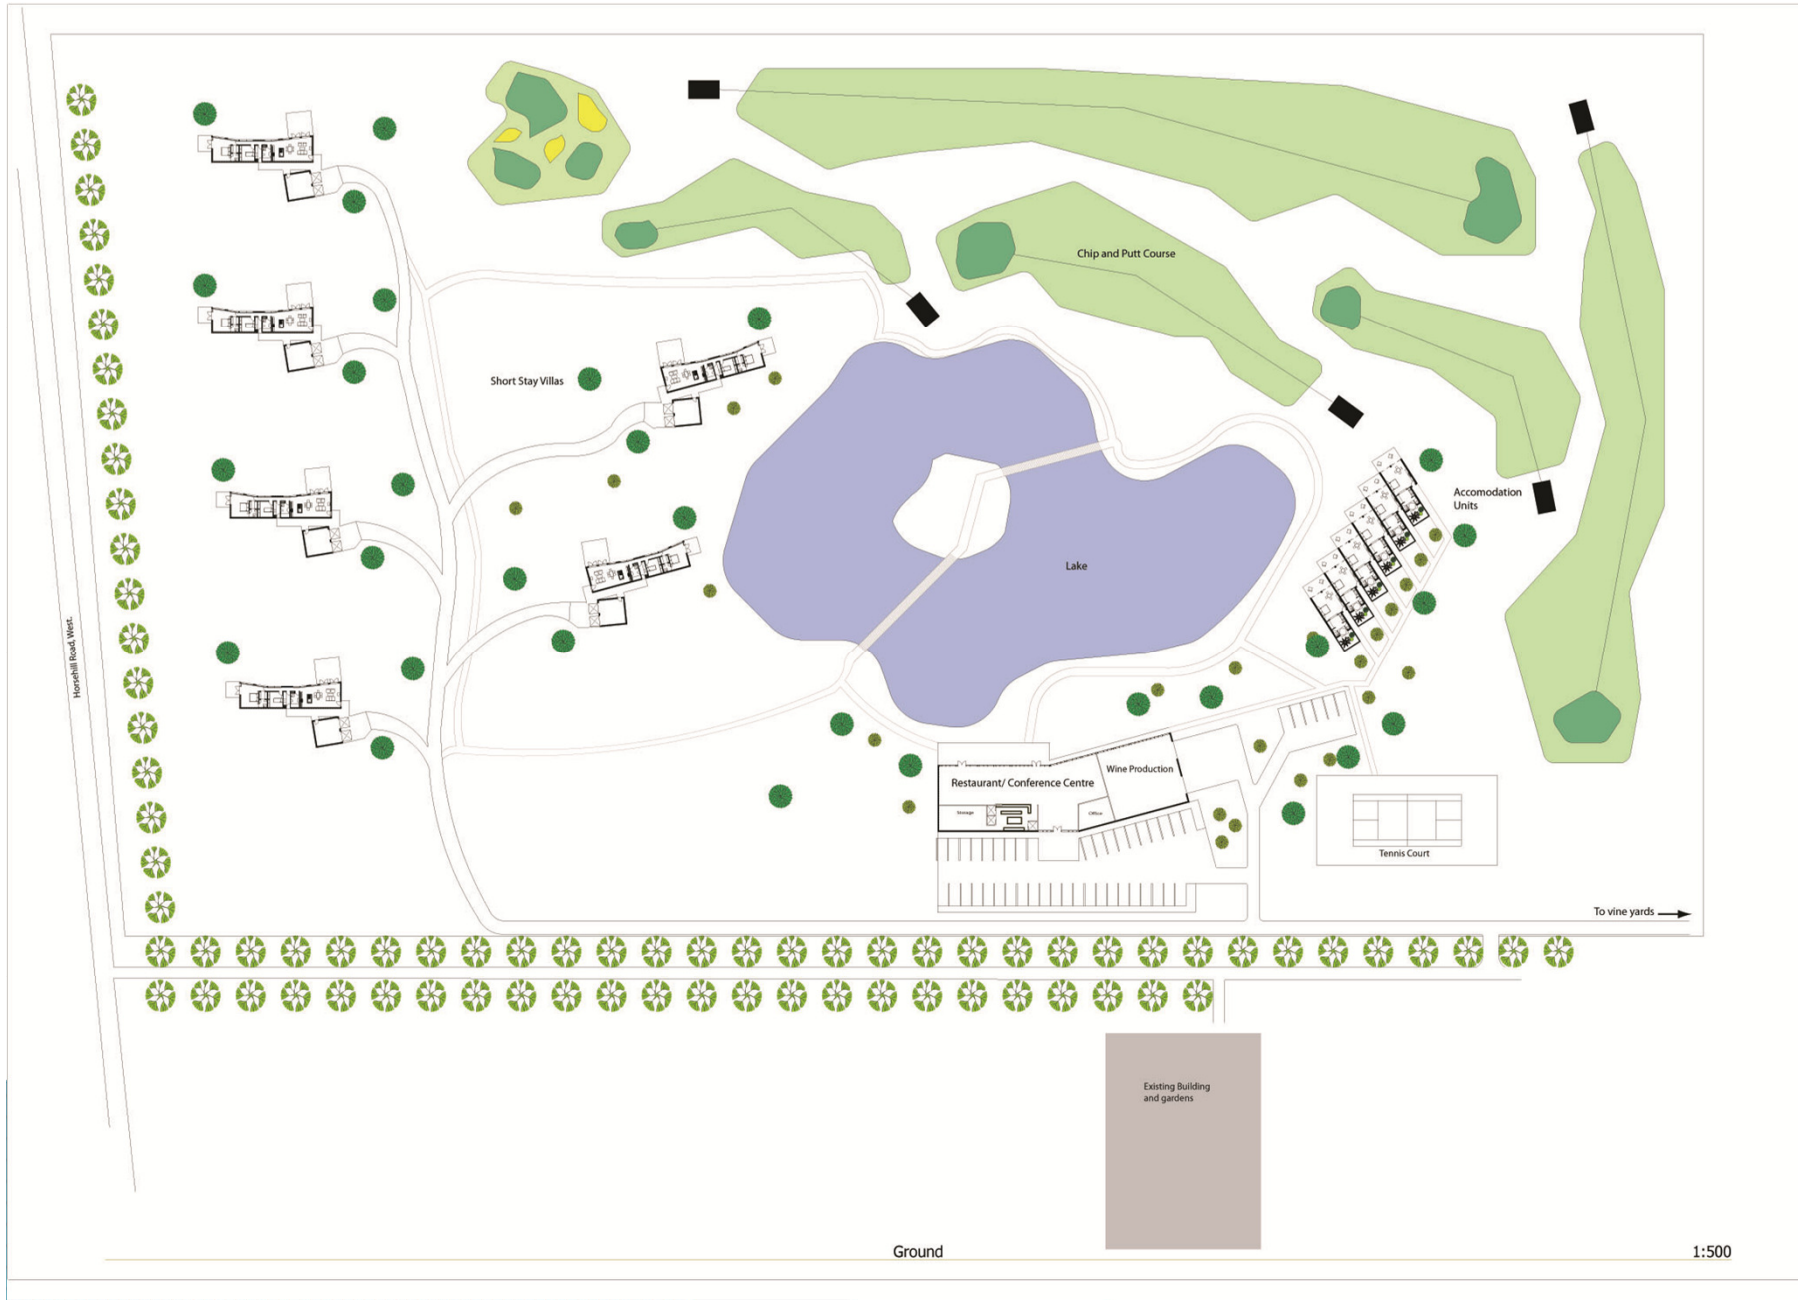 Chip and Putt Course
Short Stay Villas
Accomodation
Units
Lake
Horsehill Road, West.
Restaurant/ Conference Centre
Wine Production
Storage
Office
Tennis Court
To vine yards
Existing Building
and gardens
Ground
1:500